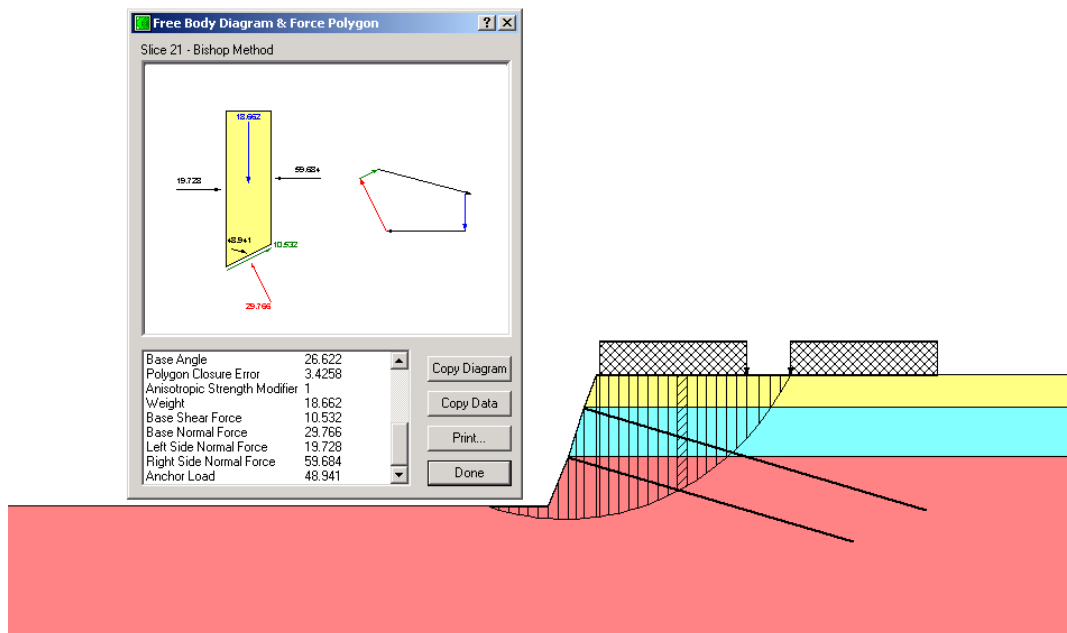 Free Body Diagram & Force Polygon
Slice 21 - Bishop Method
18.662
19.728
59.684
48.941
10.532
29.766
Base Angle 26.622
Polygon Closure Error 3.4258
Anisotropic Strength Modifier 1
Weight 18.662
Base Shear Force 10.532
Base Normal Force 29.766
Left Side Normal Force 19.728
Right Side Normal Force 59.684
Anchor Load 48.941
Copy Diagram
Copy Data
Print...
Done